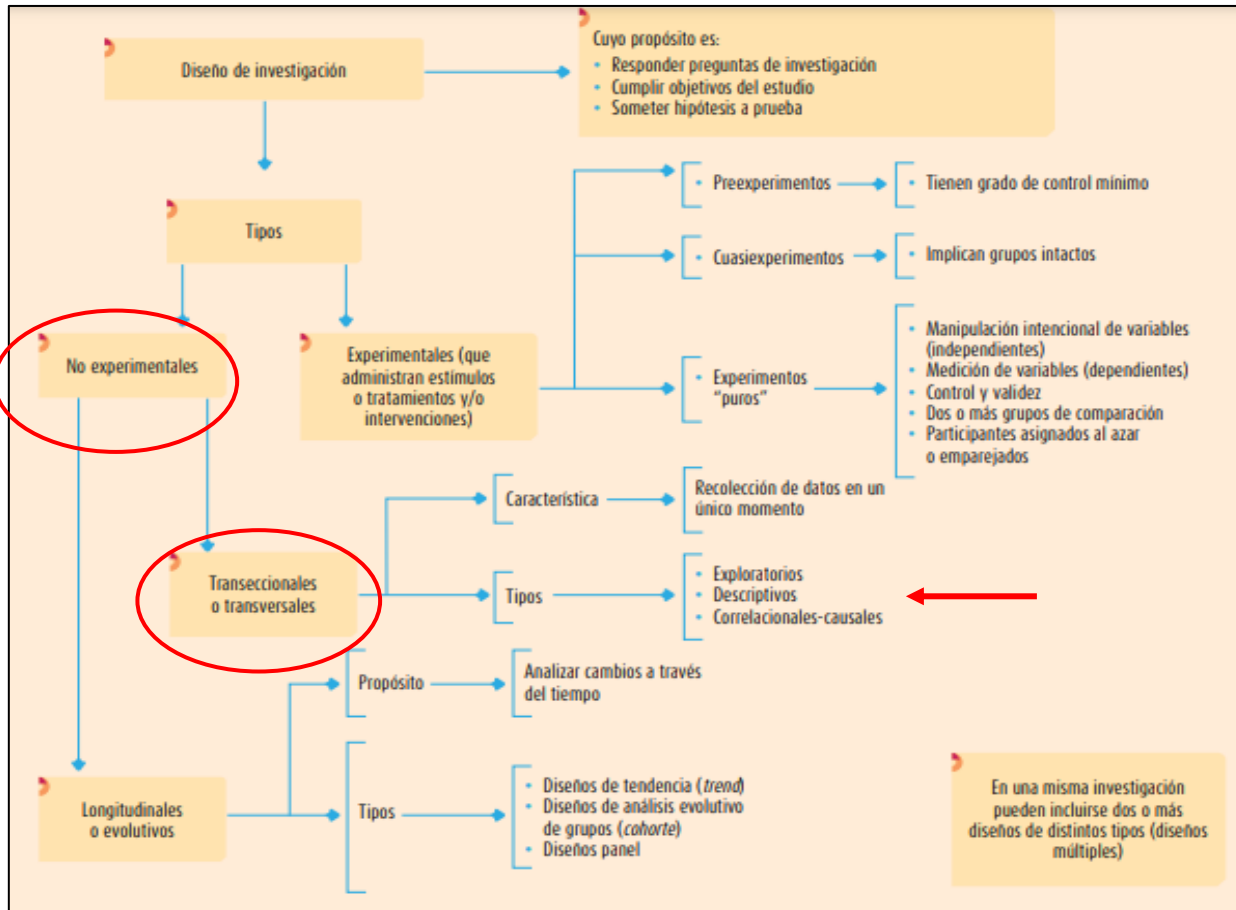 Diseño de investigación
Cuyo propósito es:
• Responder preguntas de investigación
• Cumplir objetivos del estudio
• Someter hipótesis a prueba
Tipos
• Preexperimentos
• Tienen grado de control mínimo
• Cuasiexperimentos
• Implican grupos intactos
No experimentales
Experimentales (que
administran estímulos
o tratamientos y/o
intervenciones)
• Experimentos
“puros”
• Manipulación intencional de variables
(independientes)
• Medición de variables (dependientes)
• Control y validez
• Dos o más grupos de comparación
• Participantes asignados al azar
o emparejados
Característica
Recolección de datos en un
único momento
Transeccionales
o transversales
Tipos
• Exploratorios
• Descriptivos
• Correlacionales-causales
Propósito
Analizar cambios a través
del tiempo
Longitudinales
o evolutivos
Tipos
• Diseños de tendencia (trend)
• Diseños de análisis evolutivo
de grupos (cohorte)
• Diseños panel
En una misma investigación
pueden incluirse dos o más
diseños de distintos tipos (diseños
múltiples)